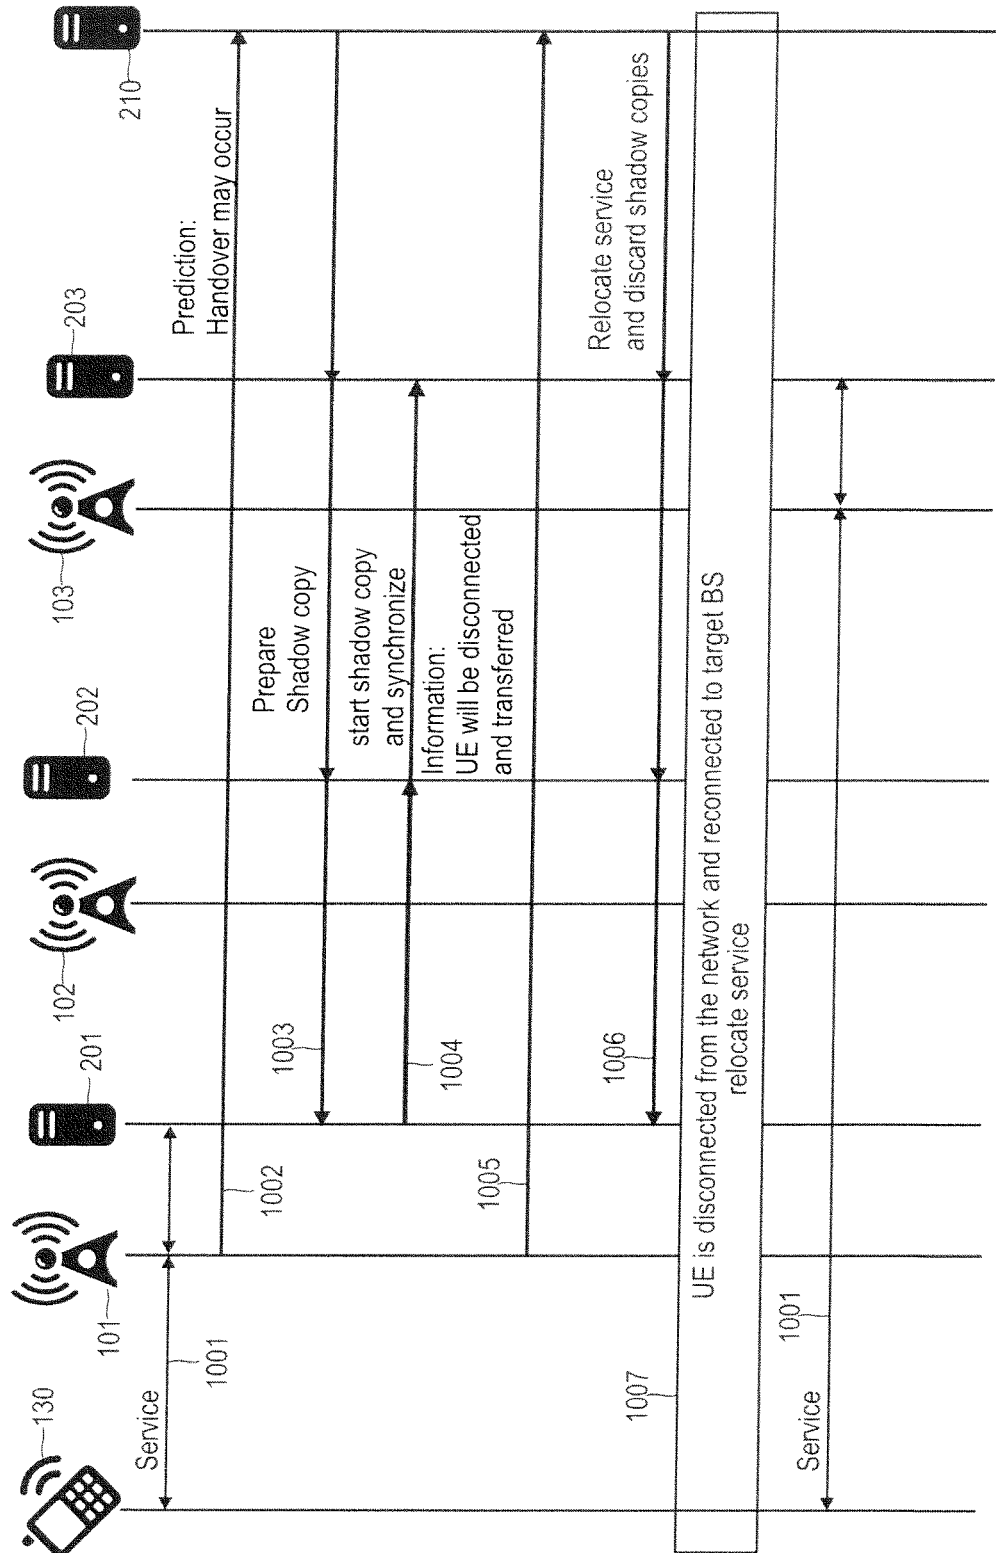 130
101
201
102
202
103
203
210
Service
1001
1002
Prediction:
Handover may occur
Prepare
Shadow copy
1003
start shadow copy
and synchronize
1004
Information:
UE will be disconnected
and transferred
1005
Relocate service
and discard shadow copies
1006
UE is disconnected from the network and reconnected to target BS
relocate service
1007
Service
1001